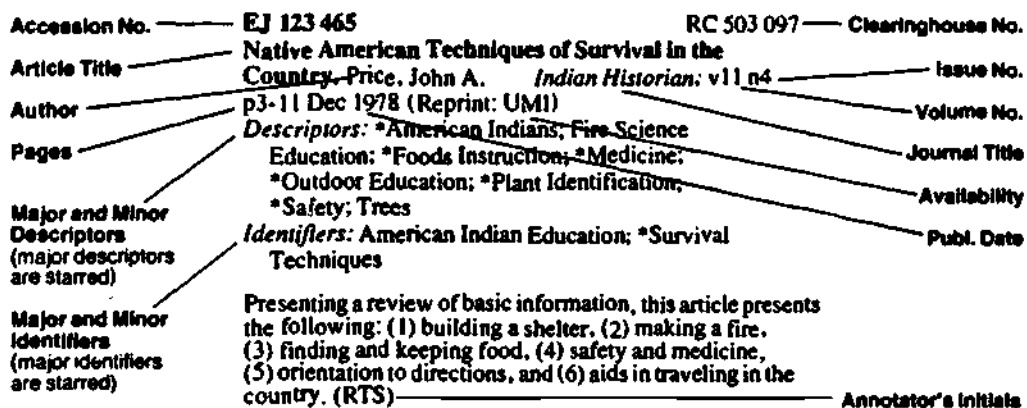 Accession No. EJ 123 465 RC 503 097 Clearinghouse No.
Article Title Native American Techniques of Survival in the
Country. Price, John A. Indian Historian; v11 n4 Issue No.
Author p3-11 Dec 1978 (Reprint: UMI) Volume No.
Pages Descriptors: *American Indians; Fire Science
Education; *Foods Instruction; *Medicine; Journal Title
*Outdoor Education; *Plant Identification; Availability
*Safety; Trees
Major and Minor
Descriptors
(major descriptors
are starred)
Identifiers: American Indian Education; *Survival Publ. Date
Techniques
Major and Minor
Identifiers
(major identifiers
are starred)
Presenting a review of basic information, this article presents
the following: (1) building a shelter, (2) making a fire,
(3) finding and keeping food, (4) safety and medicine,
(5) orientation to directions, and (6) aids in traveling in the
country. (RTS) Annotator's Initials